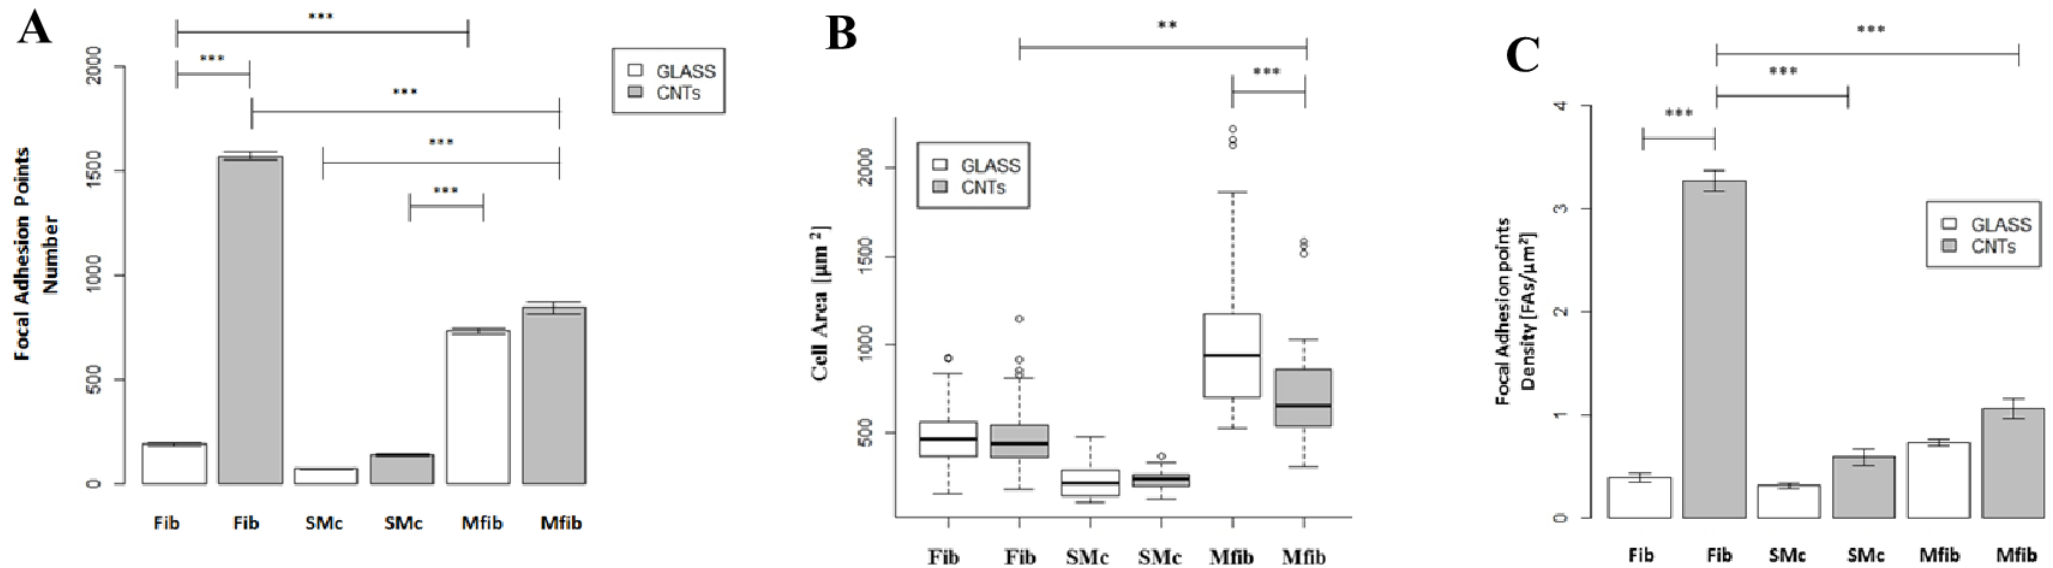 A
***
***
***
***
***
GLASS
CNTs
Focal Adhesion Points
Number
2000
1500
1000
500
0
Fib Fib SMc SMc Mfib Mfib
B
**
***
GLASS
CNTs
Cell Area [µm ²]
2000
1500
1000
500
Fib Fib SMc SMc Mfib Mfib
C
***
***
***
GLASS
CNTs
Focal Adhesion points
Density [FAs/µm²]
4
3
2
1
0
Fib Fib SMc SMc Mfib Mfib